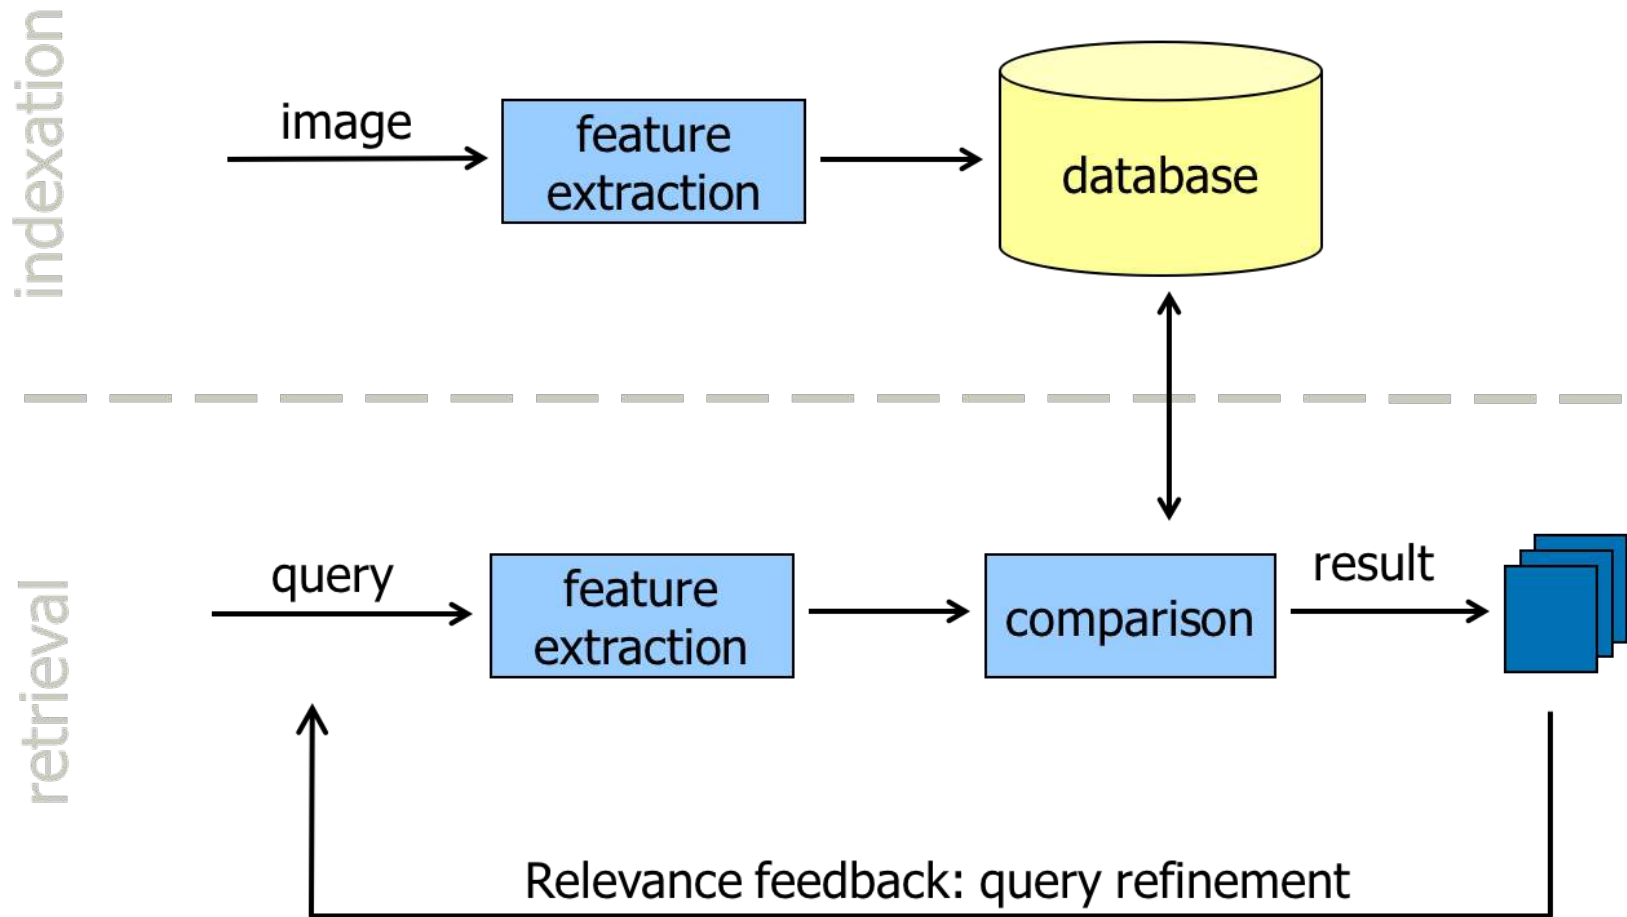 indexation
image
feature
extraction
database
retrieval
query
feature
extraction
comparison
result
Relevance feedback: query refinement